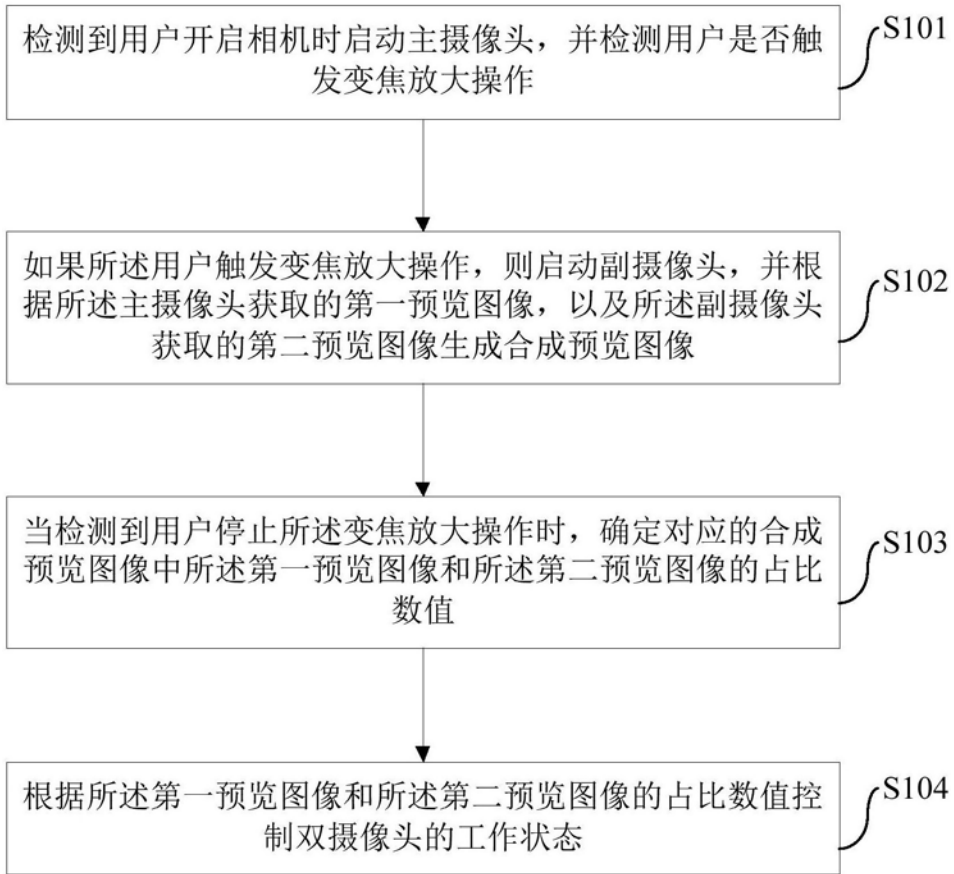 检测到用户开启相机时启动主摄像头，并检测用户是否触
发变焦放大操作
S101
如果所述用户触发变焦放大操作，则启动副摄像头，并根
据所述主摄像头获取的第一预览图像，以及所述副摄像头
获取的第二预览图像生成合成预览图像
S102
当检测到用户停止所述变焦放大操作时，确定对应的合成
预览图像中所述第一预览图像和所述第二预览图像的占比
数值
S103
根据所述第一预览图像和所述第二预览图像的占比数值控
制双摄像头的工作状态
S104